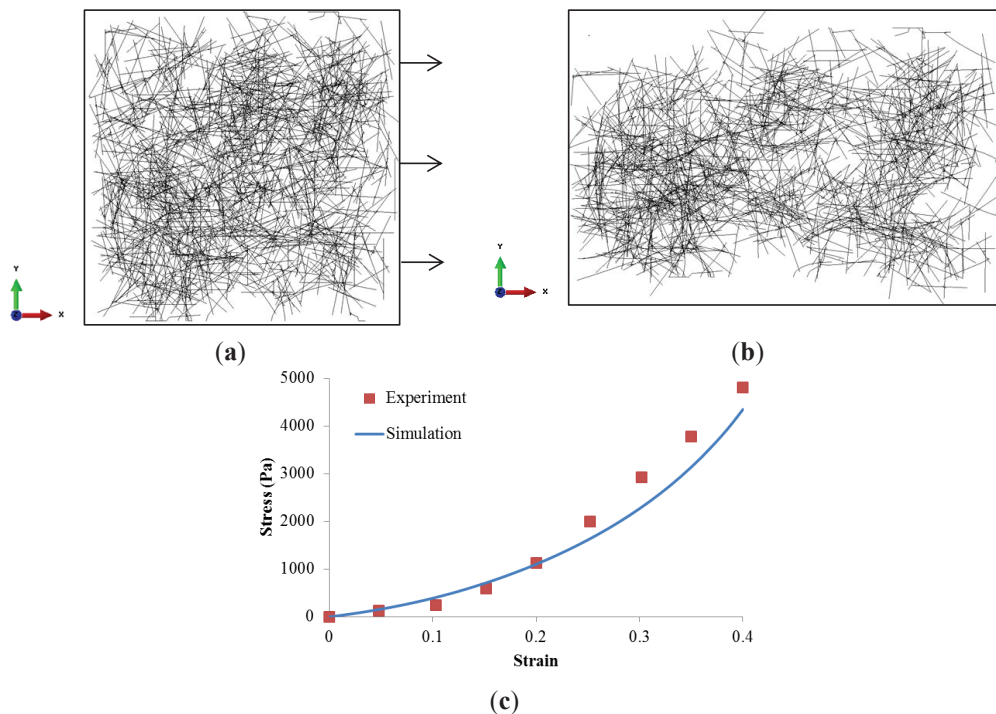 Y
Z
X
(a)
Y
Z
X
(b)
5000
4000
3000
2000
1000
0
Stress (Pa)
Experiment
Simulation
0
0.1
0.2
0.3
0.4
Strain
(c)